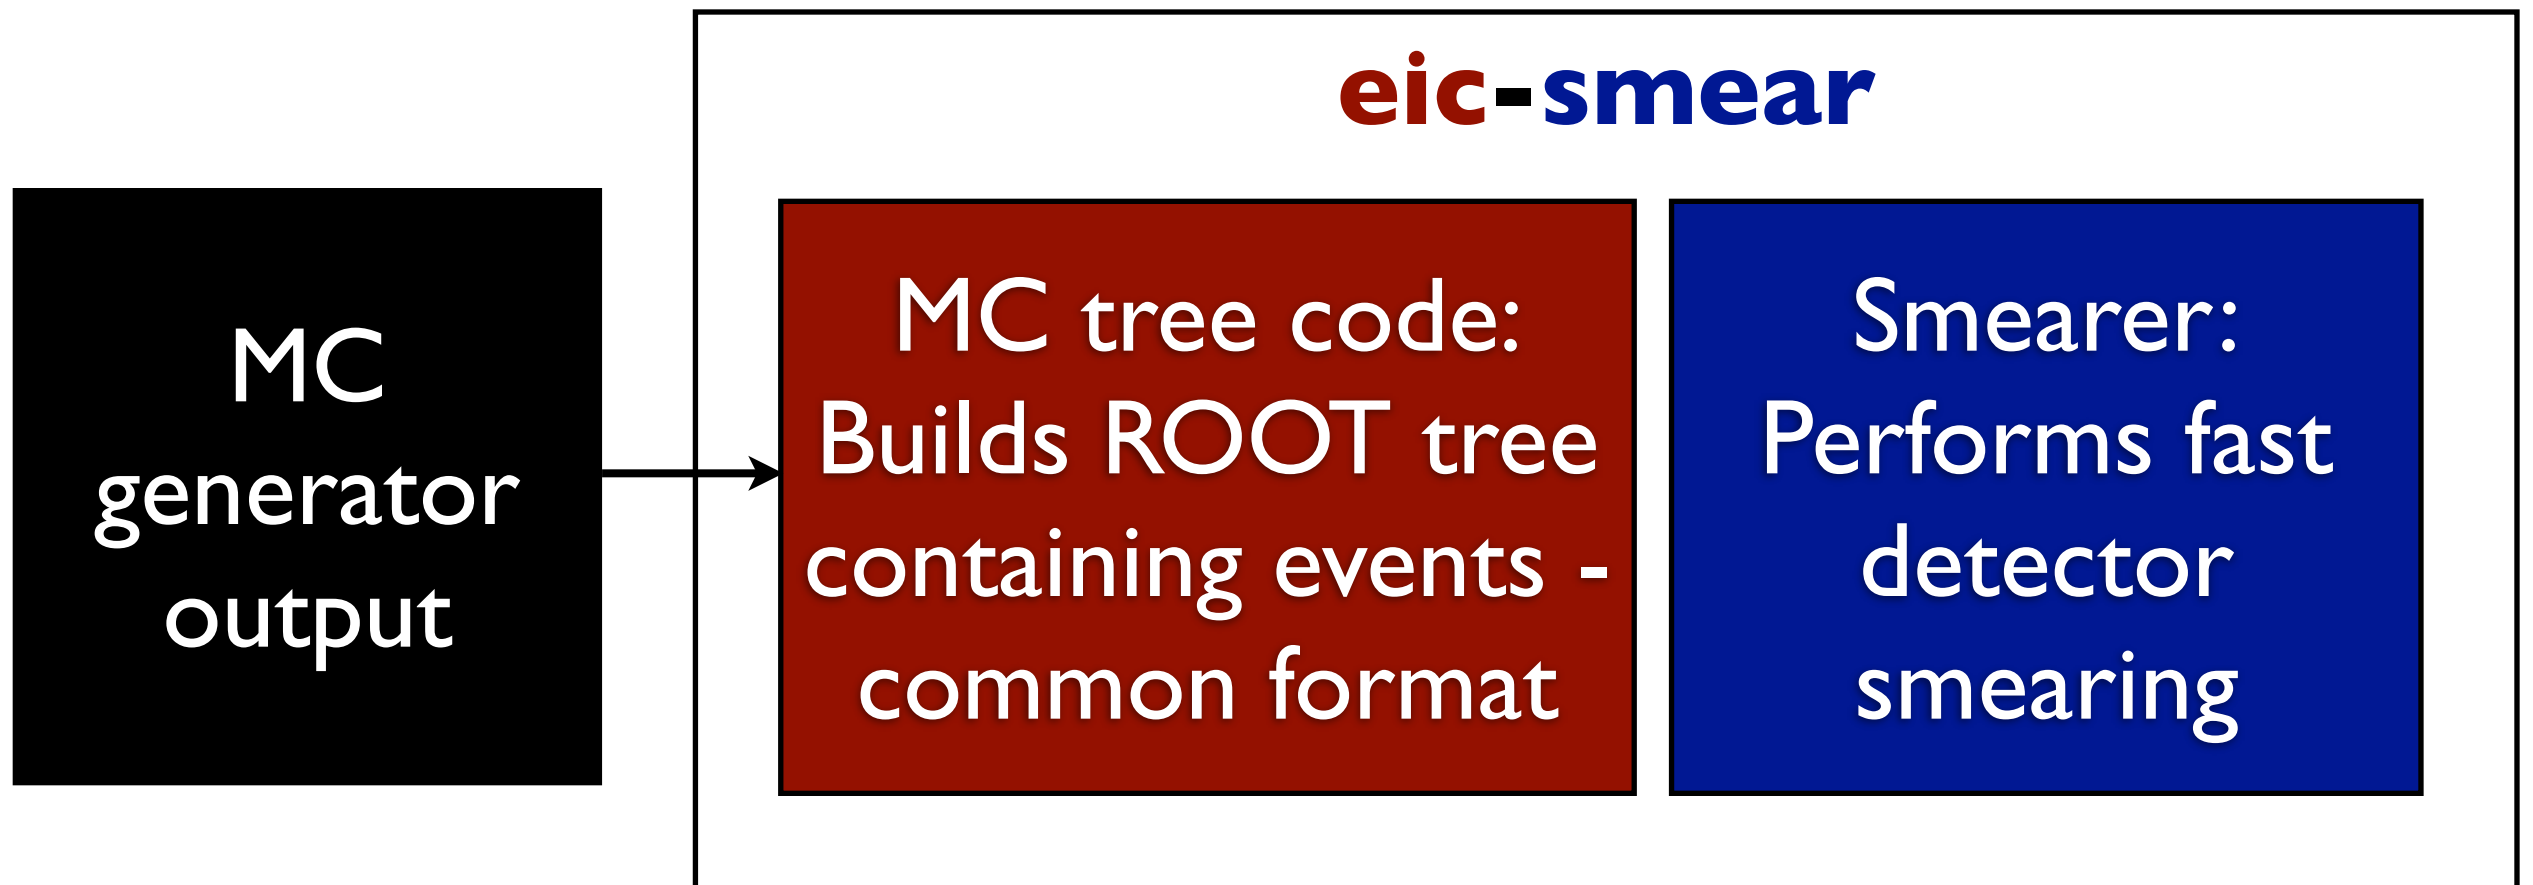 eic-smear
MC
generator
output
MC tree code:
Builds ROOT tree
containing events -
common format
Smearer:
Performs fast
detector
smearing